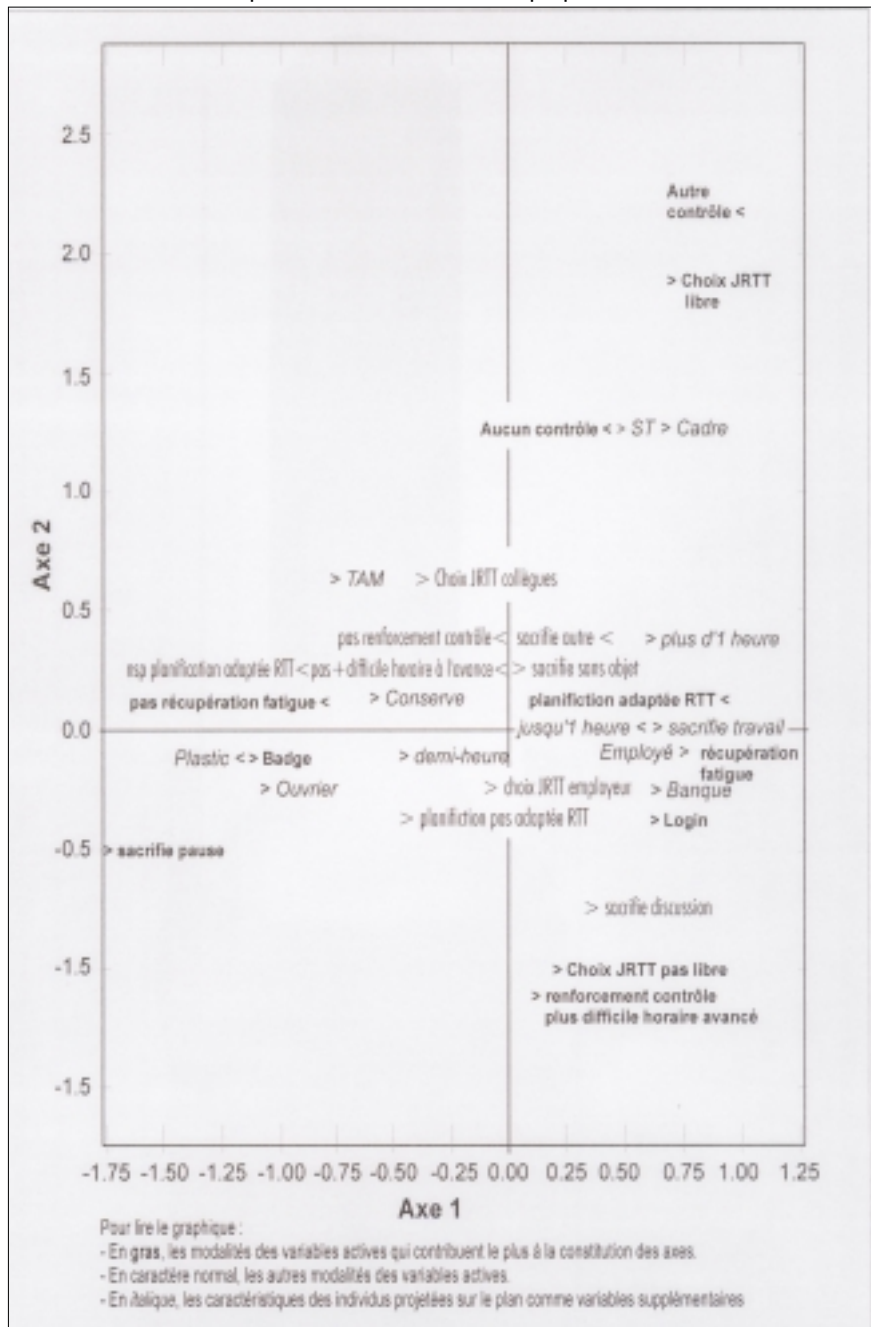 2.5
Autre
contrôle <
2.0
> Choix JRTT
libre
1.5
Aucun contrôle < > ST > Cadre
1.0
Axe 2
> TAM > Choix JRTT collègues
0.5
pas renforcement contrôle < sacrifie autre < > plus d'1 heure
nsp planification adaptée RTT < pas + difficile horaire à l'avance < > sacrifie sans objet
pas récupération fatigue < > Conserve planifiction adaptée RTT <
0.0
jusqu'1 heure < > sacrifie travail
Plastic < > Badge > demi-heure Employé > récupération
fatigue
> Ouvrier > choix JRTT employeur > Banque
> planifiction pas adaptée RTT > Login
-0.5
> sacrifie pause
> sacrifie discussion
-1.5
> Choix JRTT pas libre
> renforcement contrôle
plus difficile horaire avancé
-1.5
-1.75 -1.50 -1.25 -1.00 -0.75 -0.50 -0.25 0.00 0.25 0.50 0.75 1.00 1.25
Axe 1
Pour lire le graphique :
- En gras, les modalités des variables actives qui contribuent le plus à la constitution des axes.
- En caractère normal, les autres modalités des variables actives.
- En italique, les caractéristiques des individus projetées sur le plan comme variables supplémentaires